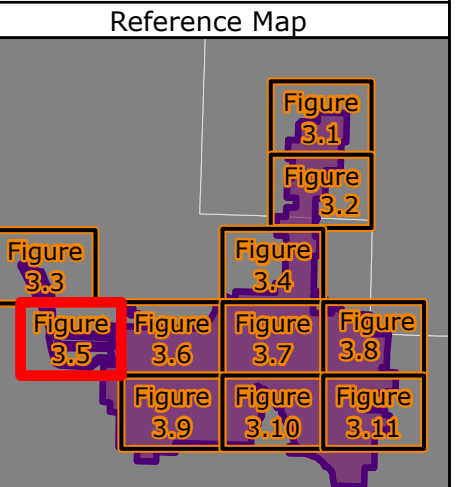 Reference Map
Figure
3.1
Figure
3.2
Figure
3.3
Figure
3.4
Figure
3.5
Figure
3.6
Figure
3.7
Figure
3.8
Figure
3.9
Figure
3.10
Figure
3.11